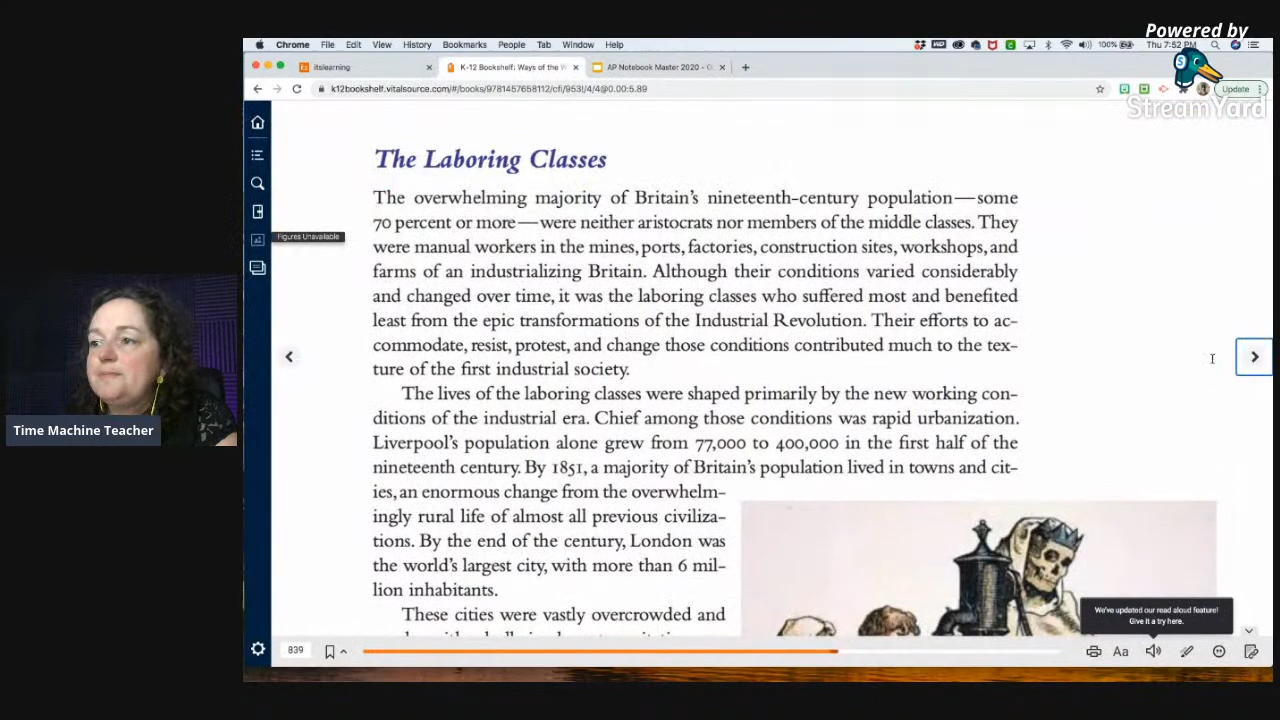 Powered by
StreamYard
Chrome File Edit View History Bookmarks People Tab Window Help
100% Thu 7:52 PM
itslearning × K-12 Bookshelf: Ways of the W × AP Notebook Master 2020 - × +
k12bookshelf.vitalsource.com/#/books/9781457658112/cfi/953!/4/4@0.00:5.89
Update
The Laboring Classes
The overwhelming majority of Britain's nineteenth-century population—some
70 percent or more—were neither aristocrats nor members of the middle classes. They
were manual workers in the mines, ports, factories, construction sites, workshops, and
farms of an industrializing Britain. Although their conditions varied considerably
and changed over time, it was the laboring classes who suffered most and benefited
least from the epic transformations of the Industrial Revolution. Their efforts to ac-
commodate, resist, protest, and change those conditions contributed much to the tex-
ture of the first industrial society.
The lives of the laboring classes were shaped primarily by the new working con-
ditions of the industrial era. Chief among those conditions was rapid urbanization.
Liverpool's population alone grew from 77,000 to 400,000 in the first half of the
nineteenth century. By 1851, a majority of Britain's population lived in towns and cit-
ies, an enormous change from the overwhelm-
ingly rural life of almost all previous civiliza-
tions. By the end of the century, London was
the world's largest city, with more than 6 mil-
lion inhabitants.
These cities were vastly overcrowded and
Figures Unavailable
Time Machine Teacher
We've updated our read aloud feature!
Give it a try here.
839
Aa